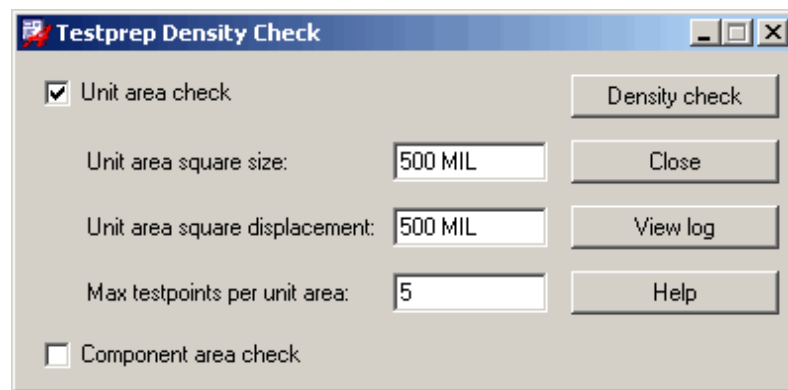 Testprep Density Check
Unit area check
Density check
Unit area square size:
500 MIL
Close
Unit area square displacement:
500 MIL
View log
Max testpoints per unit area:
5
Help
Component area check